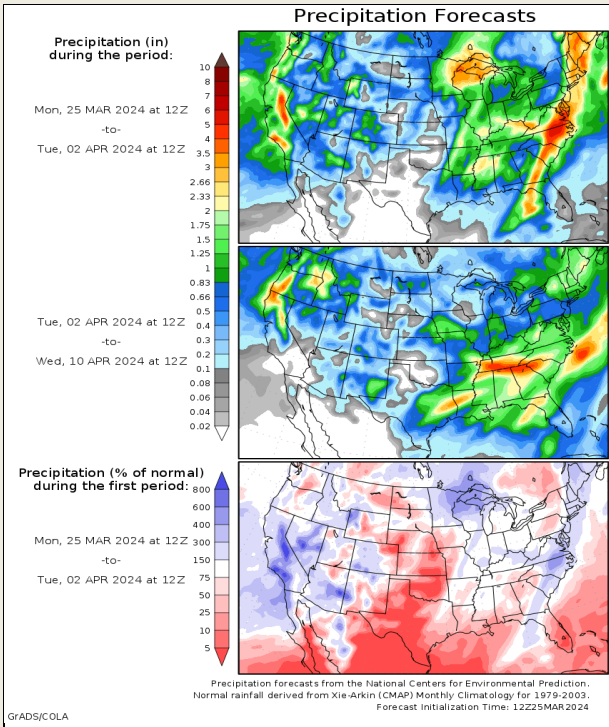 Precipitation Forecasts
Precipitation (in)
during the period:
Mon, 25 MAR 2024 at 12Z
-to-
Tue, 02 APR 2024 at 12Z
10
8
7
6
5
4
3.5
3
2.66
2.33
2
1.75
1.5
1.25
1
0.83
0.66
0.5
0.4
0.3
0.2
0.1
0.08
0.06
0.04
0.02
Tue, 02 APR 2024 at 12Z
-to-
Wed, 10 APR 2024 at 12Z
Precipitation (% of normal)
during the first period:
Mon, 25 MAR 2024 at 12Z
-to-
Tue, 02 APR 2024 at 12Z
800
600
400
300
150
75
50
25
10
5
Precipitation forecasts from the National Centers for Environmental Prediction.
Normal rainfall derived from Xie-Arkin (CMAP) Monthly Climatology for 1979-2003.
Forecast Initialization Time: 12Z25MAR2024
GrADS/COLA